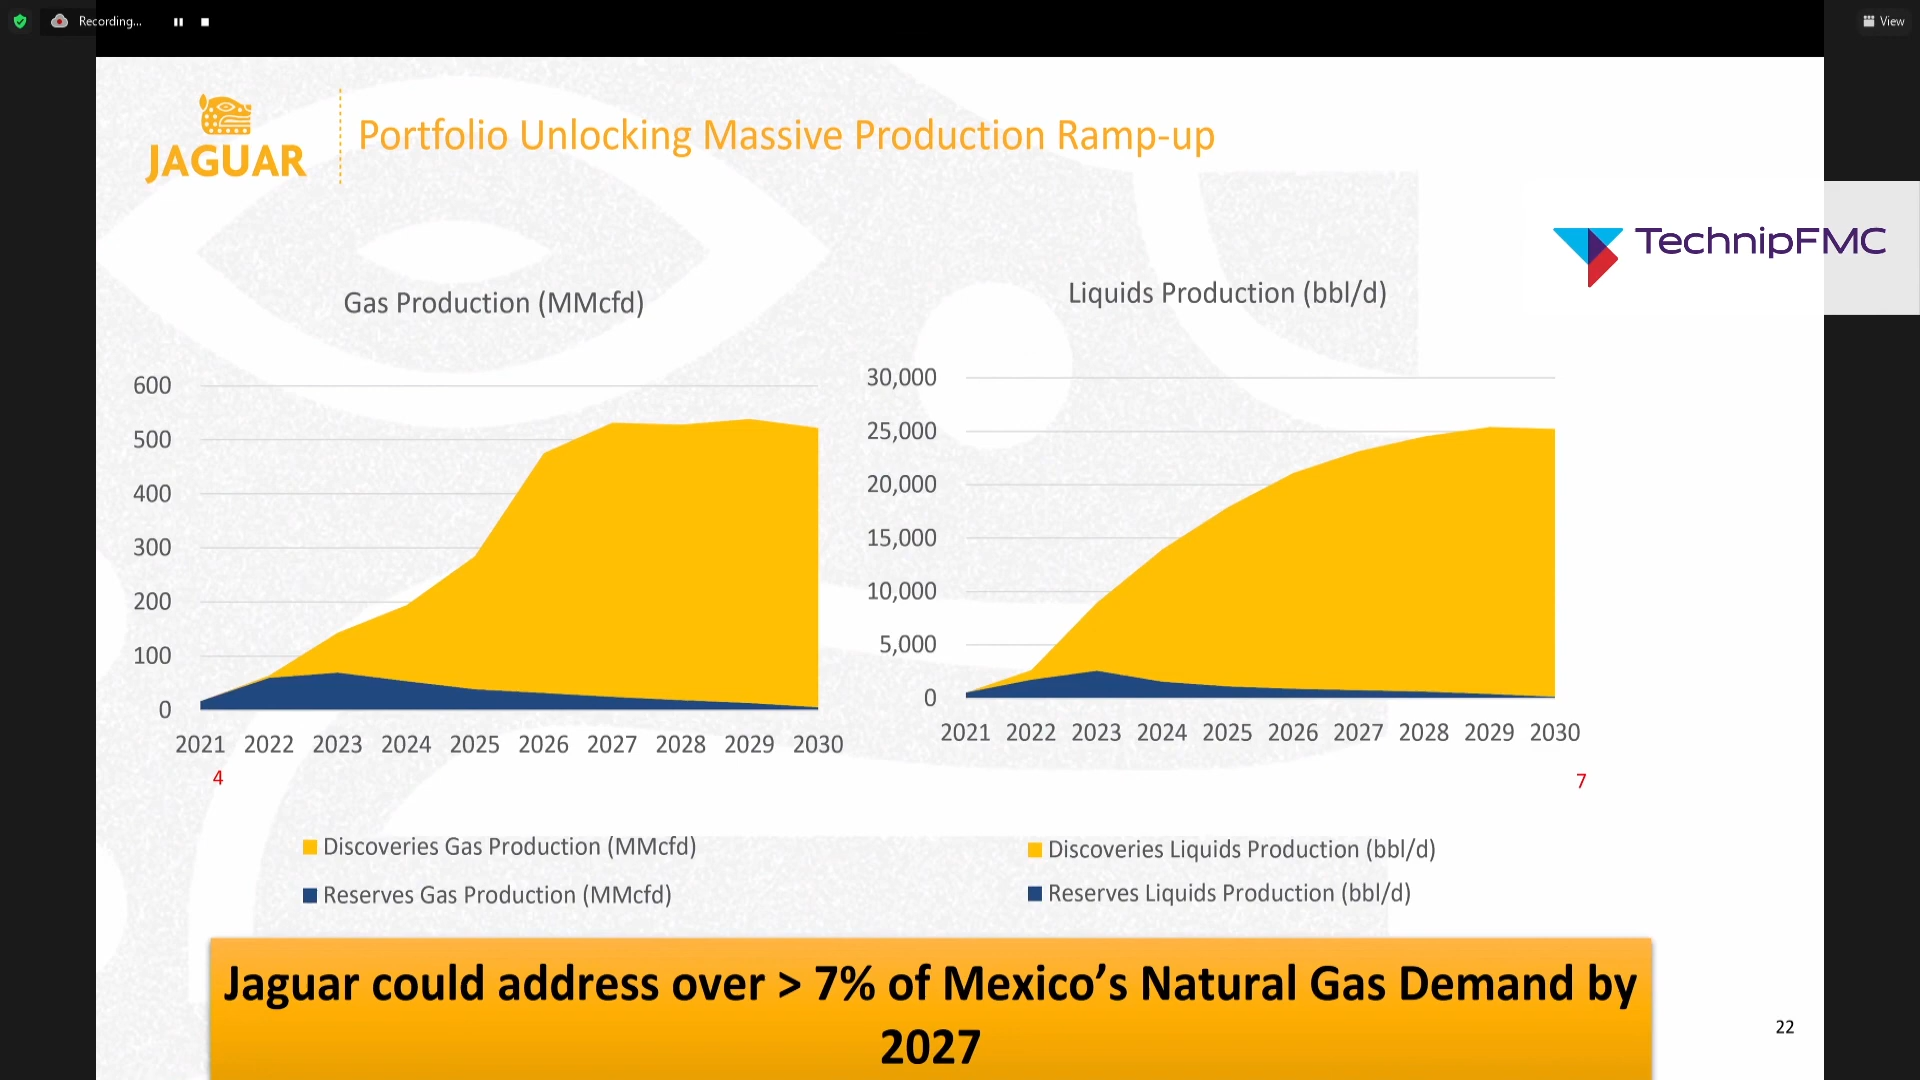 Recording...
View
JAGUAR
Portfolio Unlocking Massive Production Ramp-up
TechnipFMC
Gas Production (MMcfd)
600
500
400
300
200
100
0
2021 2022 2023 2024 2025 2026 2027 2028 2029 2030
4
Discoveries Gas Production (MMcfd)
Reserves Gas Production (MMcfd)
Liquids Production (bbl/d)
30,000
25,000
20,000
15,000
10,000
5,000
0
2021 2022 2023 2024 2025 2026 2027 2028 2029 2030
7
Discoveries Liquids Production (bbl/d)
Reserves Liquids Production (bbl/d)
Jaguar could address over > 7% of Mexico’s Natural Gas Demand by
2027
22